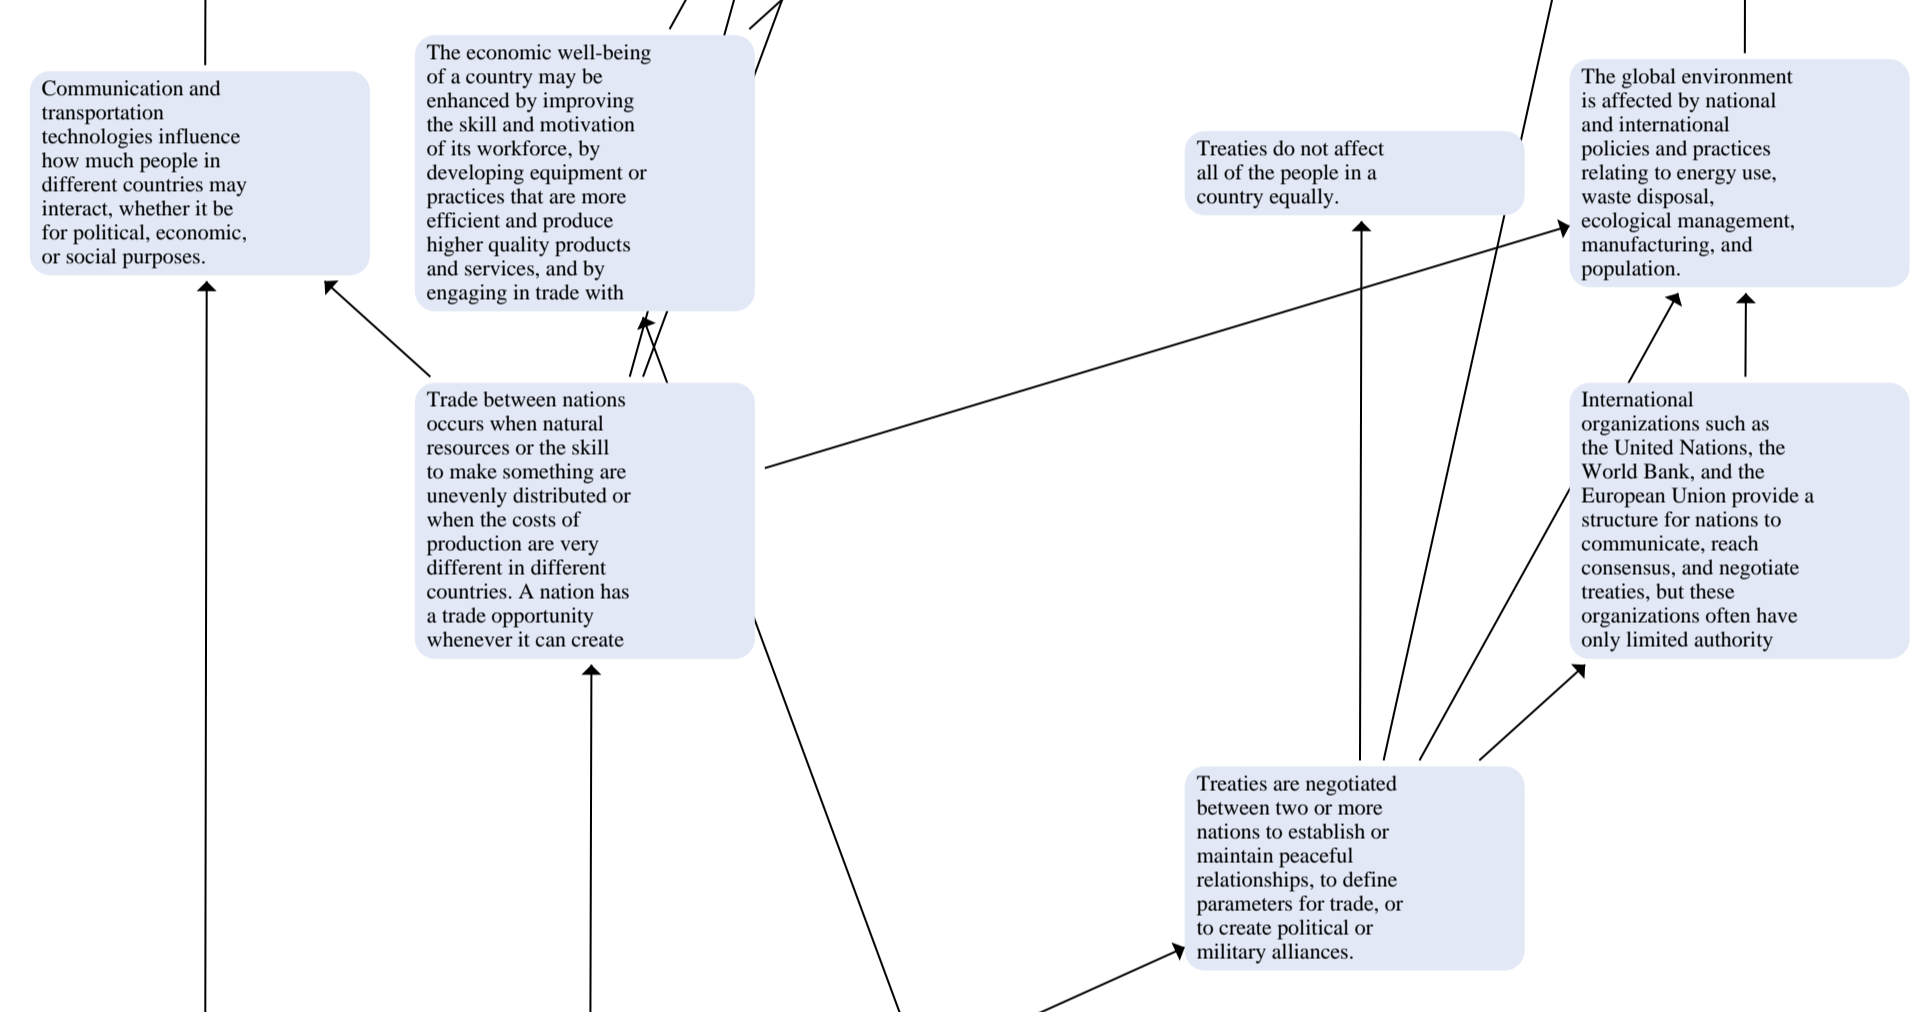 Communication and
transportation
technologies influence
how much people in
different countries may
interact, whether it be
for political, economic,
or social purposes.
The economic well-being
of a country may be
enhanced by improving
the skill and motivation
of its workforce, by
developing equipment or
practices that are more
efficient and produce
higher quality products
and services, and by
engaging in trade with
Treaties do not affect
all of the people in a
country equally.
The global environment
is affected by national
and international
policies and practices
relating to energy use,
waste disposal,
ecological management,
manufacturing, and
population.
Trade between nations
occurs when natural
resources or the skill
to make something are
unevenly distributed or
when the costs of
production are very
different in different
countries. A nation has
a trade opportunity
whenever it can create
International
organizations such as
the United Nations, the
World Bank, and the
European Union provide a
structure for nations to
communicate, reach
consensus, and negotiate
treaties, but these
organizations often have
only limited authority
Treaties are negotiated
between two or more
nations to establish or
maintain peaceful
relationships, to define
parameters for trade, or
to create political or
military alliances.